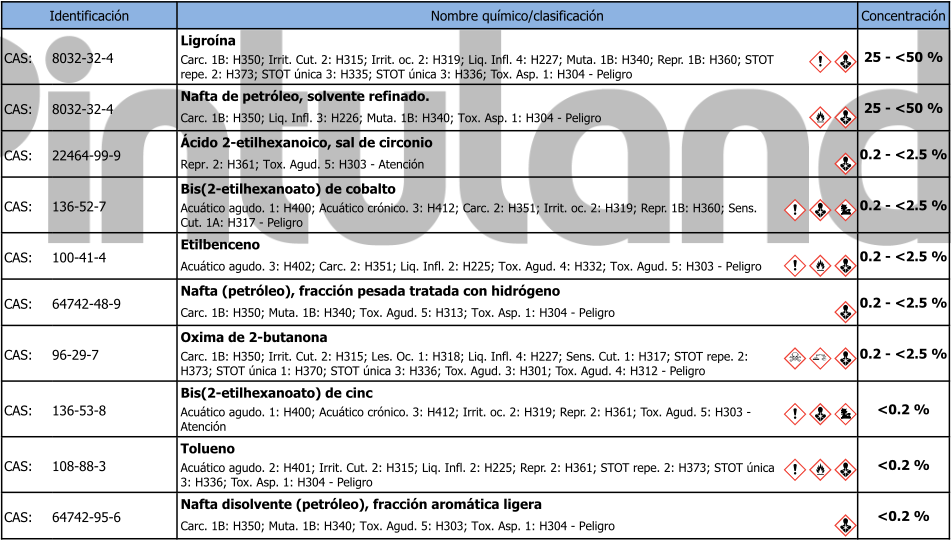 Identificación Nombre químico/clasificación Concentración
Ligroína
CAS: 8032-32-4 Carc. 1B: H350; Irrit. Cut. 2: H315; Irrit. oc. 2: H319; Liq. Infl. 4: H227; Muta. 1B: H340; Repr. 1B: H360; STOT 25 - <50 %
repe. 2: H373; STOT única 3: H335; STOT única 3: H336; Tox. Asp. 1: H304 - Peligro
Nafta de petróleo, solvente refinado.
CAS: 8032-32-4 25 - <50 %
Carc. 1B: H350; Liq. Infl. 3: H226; Muta. 1B: H340; Tox. Asp. 1: H304 - Peligro
Ácido 2-etilhexanoico, sal de circonio
CAS: 22464-99-9 0.2 - <2.5 %
Repr. 2: H361; Tox. Agud. 5: H303 - Atención
Bis(2-etilhexanoato) de cobalto
CAS: 136-52-7 Acuático agudo. 1: H400; Acuático crónico. 3: H412; Carc. 2: H351; Irrit. oc. 2: H319; Repr. 1B: H360; Sens. 0.2 - <2.5 %
Cut. 1A: H317 - Peligro
Etilbenceno
CAS: 100-41-4 0.2 - <2.5 %
Acuático agudo. 3: H402; Carc. 2: H351; Liq. Infl. 2: H225; Tox. Agud. 4: H332; Tox. Agud. 5: H303 - Peligro
Nafta (petróleo), fracción pesada tratada con hidrógeno
CAS: 64742-48-9 0.2 - <2.5 %
Carc. 1B: H350; Muta. 1B: H340; Tox. Agud. 5: H313; Tox. Asp. 1: H304 - Peligro
Oxima de 2-butanona
CAS: 96-29-7 Carc. 1B: H350; Irrit. Cut. 2: H315; Les. Oc. 1: H318; Liq. Infl. 4: H227; Sens. Cut. 1: H317; STOT repe. 2: 0.2 - <2.5 %
H373; STOT única 1: H370; STOT única 3: H336; Tox. Agud. 3: H301; Tox. Agud. 4: H312 - Peligro
Bis(2-etilhexanoato) de cinc
CAS: 136-53-8 Acuático agudo. 1: H400; Acuático crónico. 3: H412; Irrit. oc. 2: H319; Repr. 2: H361; Tox. Agud. 5: H303 - <0.2 %
Atención
Tolueno
CAS: 108-88-3 Acuático agudo. 2: H401; Irrit. Cut. 2: H315; Liq. Infl. 2: H225; Repr. 2: H361; STOT repe. 2: H373; STOT única <0.2 %
3: H336; Tox. Asp. 1: H304 - Peligro
Nafta disolvente (petróleo), fracción aromática ligera
CAS: 64742-95-6 <0.2 %
Carc. 1B: H350; Muta. 1B: H340; Tox. Agud. 5: H303; Tox. Asp. 1: H304 - Peligro
Pintuland